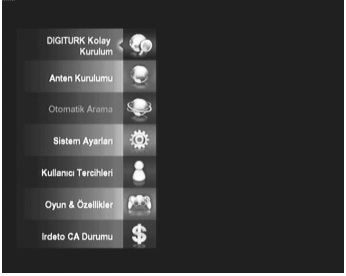 DIGITURK Kolay
Kurulum
Anten Kurulumu
Otomatik Arama
Sistem Ayarları
Kullanıcı Tercihleri
Oyun & Özellikler
Irdeto CA Durumu